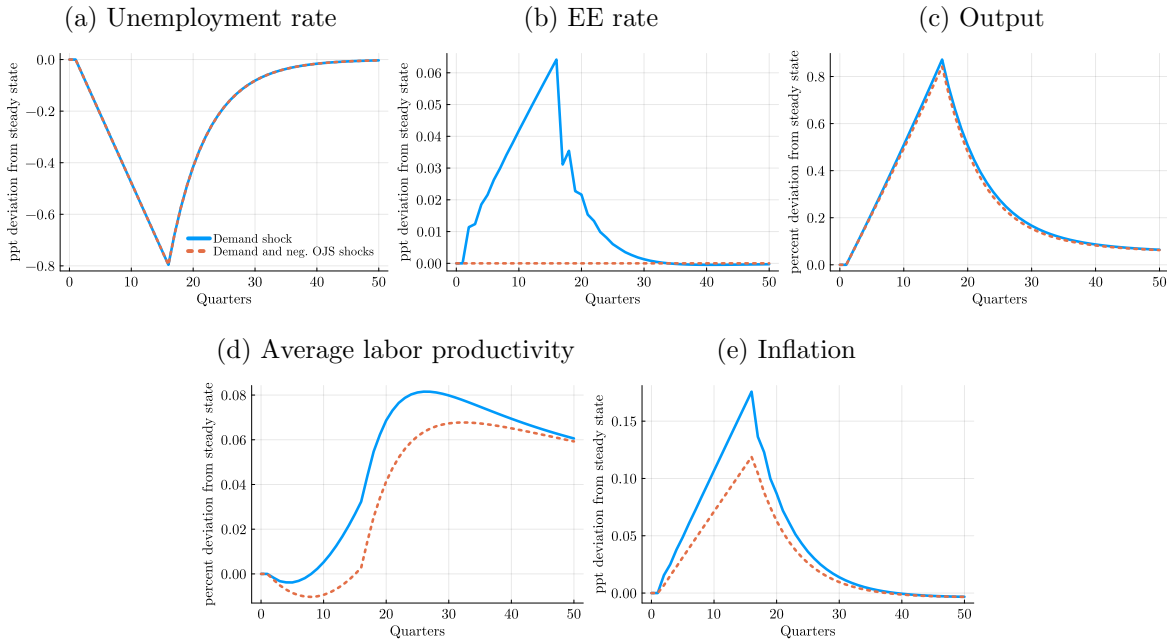 (a) Unemployment rate
(b) EE rate
(c) Output
ppt deviation from steady state
0.0
−0.2
−0.4
−0.6
−0.8
Demand shock
Demand and neg. OJS shocks
0 10 20 30 40 50
Quarters
ppt deviation from steady state
0.06
0.05
0.04
0.03
0.02
0.01
0.00
0 10 20 30 40 50
Quarters
percent deviation from steady state
0.8
0.6
0.4
0.2
0.0
0 10 20 30 40 50
Quarters
(d) Average labor productivity
(e) Inflation
percent deviation from steady state
0.08
0.06
0.04
0.02
0.00
0 10 20 30 40 50
Quarters
ppt deviation from steady state
0.15
0.10
0.05
0.00
0 10 20 30 40 50
Quarters